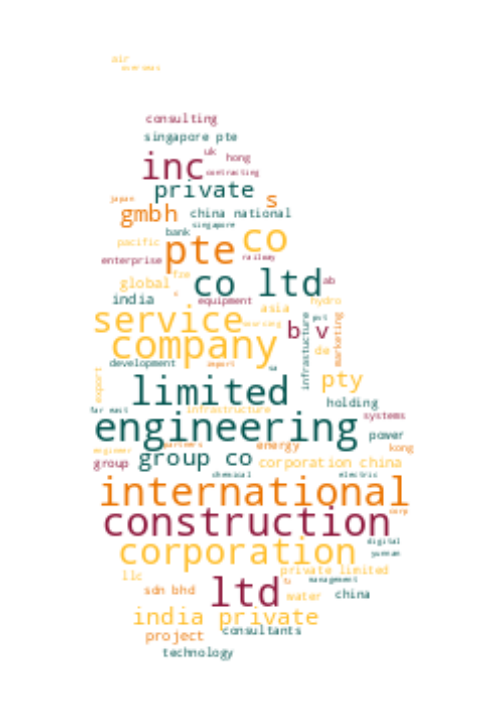 air
overseas
consulting
singapore pte
uk
hong
inc
contracting
private
japan
s
gmbh
china national
singapore
bank
co
pacific
pte
railway
enterprise
fze
co ltd
ab
global
c
india
equipment
hydro
asia
service
pvt
sourcing
b v
infrastucture
marketing
company
de
development
import
sa
export
pty
limited
holding
far east
infrastructure
systems
engineering
power
partners
energy
kong
engineer
group co
group
corporation china
chemical
electric
international
corp
construction
digital
corporation
yunnan
private limited
llc
fz
management
ltd
sdn bhd
water
china
india private
consultants
project
technology